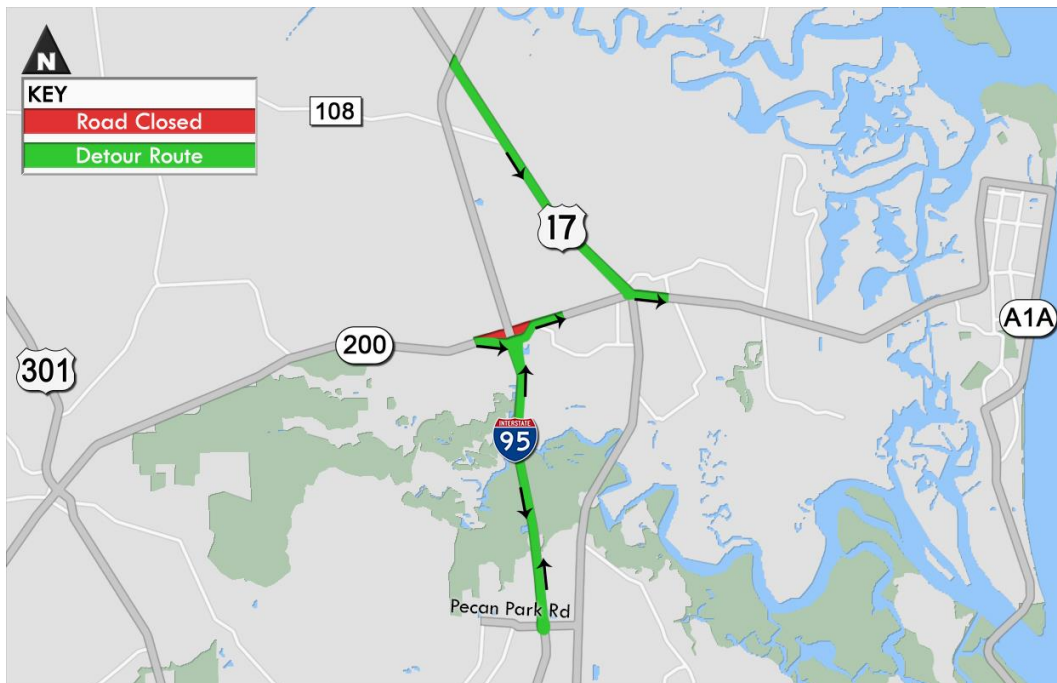 N
KEY
Road Closed
Detour Route
108
17
A1A
200
301
INTERSTATE
95
Pecan Park Rd